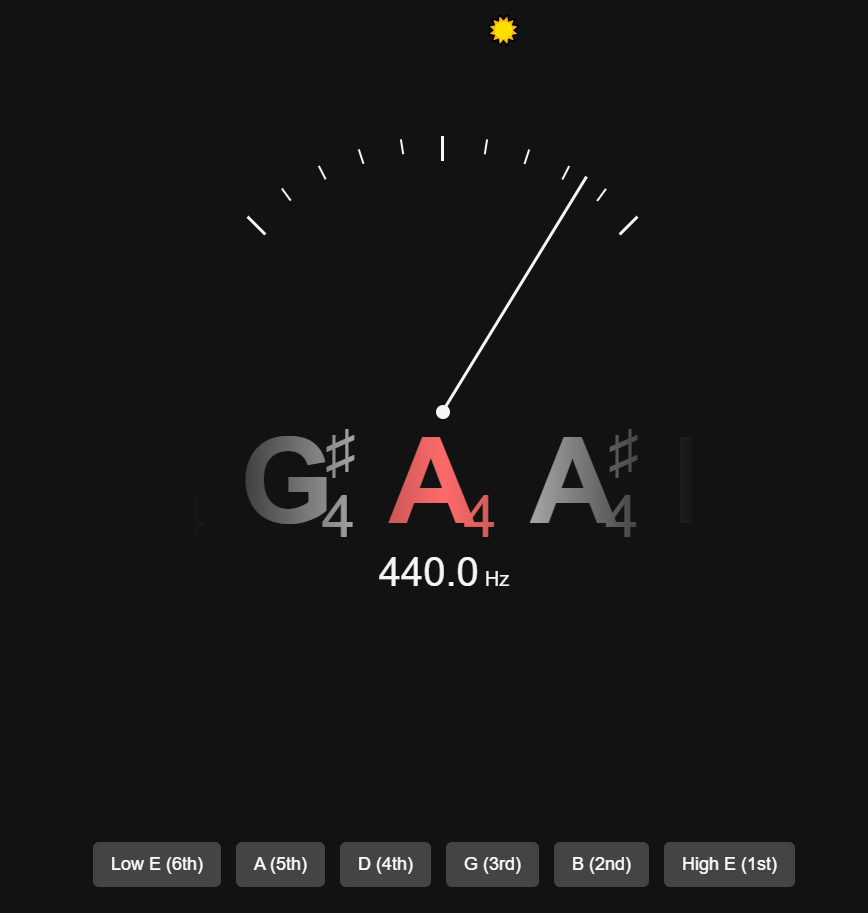 G♯4 A4 A♯4
440.0 Hz
Low E (6th) A (5th) D (4th) G (3rd) B (2nd) High E (1st)